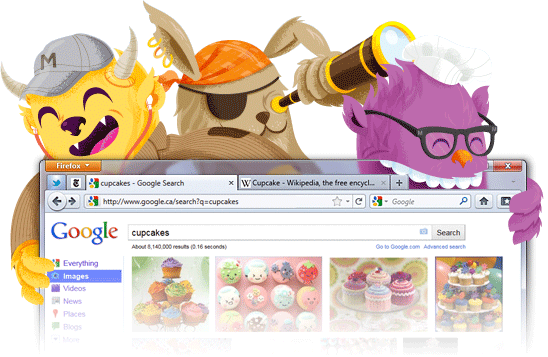 M
Firefox
cupcakes - Google Search
Cupcake - Wikipedia, the free encycl...
http://www.google.ca/search?q=cupcakes
Google
Google
cupcakes
Search
About 8,140,000 results (0.16 seconds)
Go to Google.com Advanced search
Everything
Images
Videos
News
Places
Blogs
More